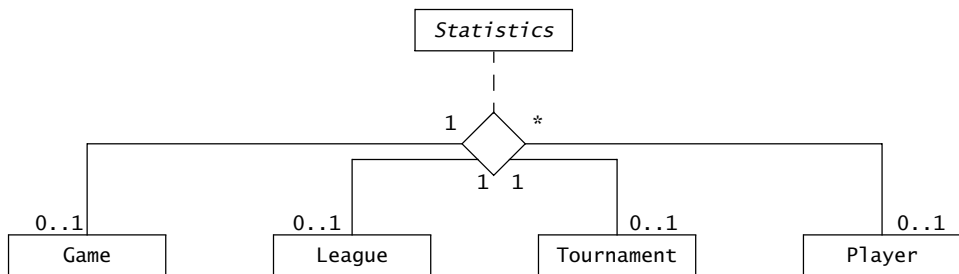 Statistics
1 *
1 1
0..1 0..1 0..1 0..1
Game League Tournament Player